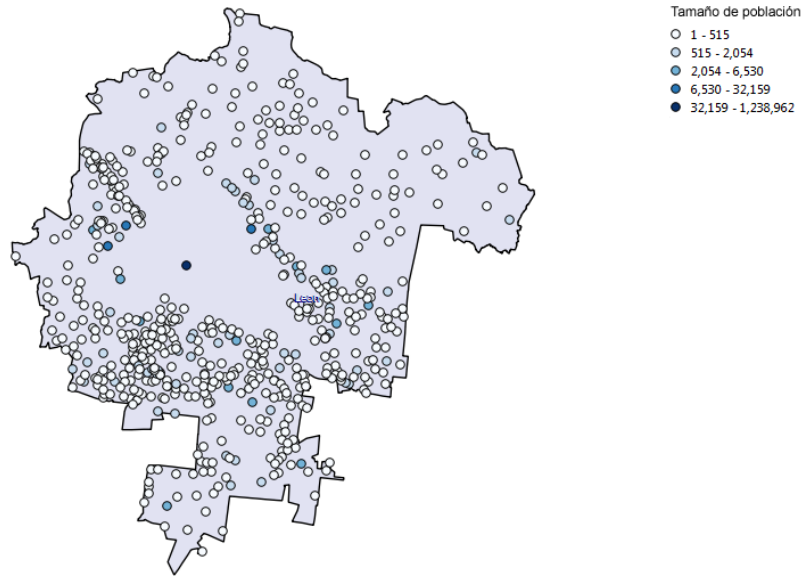 Tamaño de población
1 - 515
515 - 2,054
2,054 - 6,530
6,530 - 32,159
32,159 - 1,238,962
León